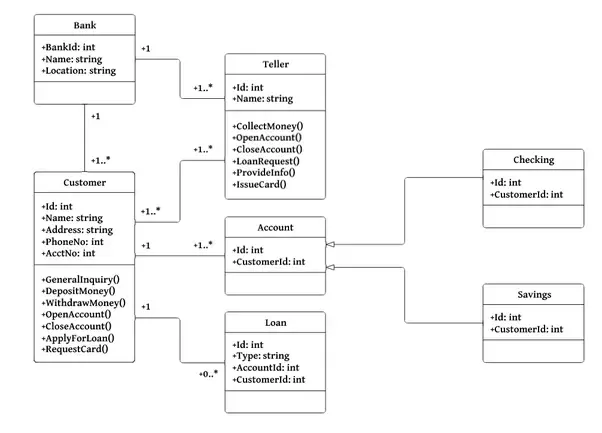 Bank
+BankId: int
+Name: string
+Location: string
+1
+1..*
+1
+1..*
Teller
+Id: int
+Name: string
+CollectMoney()
+OpenAccount()
+CloseAccount()
+LoanRequest()
+ProvideInfo()
+IssueCard()
Customer
+Id: int
+Name: string
+Address: string
+PhoneNo: int
+AcctNo: int
+GeneralInquiry()
+DepositMoney()
+WithdrawMoney()
+OpenAccount()
+CloseAccount()
+ApplyForLoan()
+RequestCard()
+1..*
+1..*
+1
+1..*
+1
+0..*
Account
+Id: int
+CustomerId: int
Loan
+Id: int
+Type: string
+AccountId: int
+CustomerId: int
Checking
+Id: int
+CustomerId: int
Savings
+Id: int
+CustomerId: int